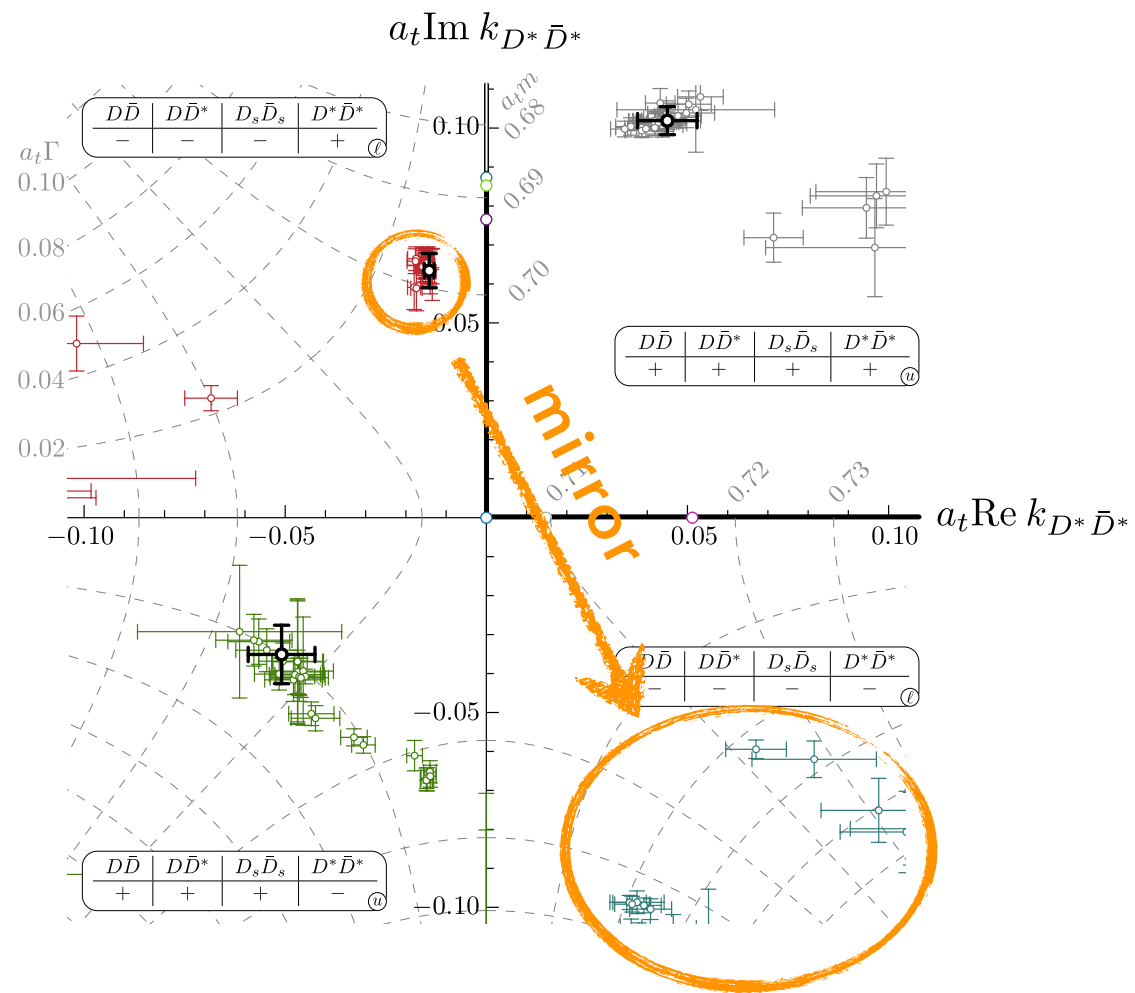 a_t Im k_{D*D̄*}
a_t m
0.68
0.69
0.70
0.71
0.72
0.73
a_t Γ
0.10
0.08
0.06
0.04
0.02
0.10
0.05
−0.05
−0.10
−0.10
−0.05
0.05
0.10
a_t Re k_{D*D̄*}
DD̄ DD̄* D_sD̄_s D*D̄*
− − − + ℓ
DD̄ DD̄* D_sD̄_s D*D̄*
+ + + + u
mirror
DD̄ DD̄* D_sD̄_s D*D̄*
− − − − ℓ
DD̄ DD̄* D_sD̄_s D*D̄*
+ + + − u